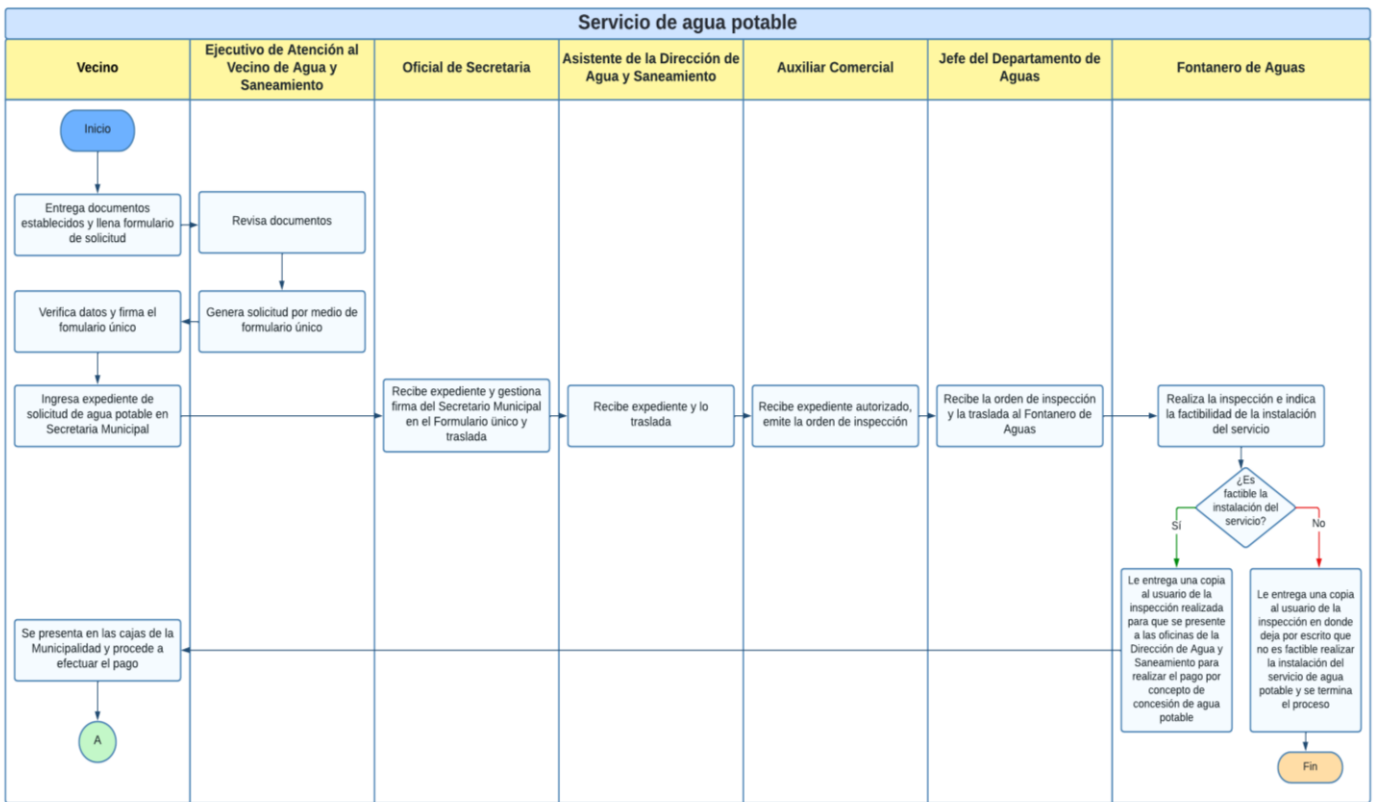 Servicio de agua potable
Vecino
Ejecutivo de Atención al
Vecino de Agua y
Saneamiento
Oficial de Secretaria
Asistente de la Dirección de
Agua y Saneamiento
Auxiliar Comercial
Jefe del Departamento de
Aguas
Fontanero de Aguas
Inicio
Entrega documentos
establecidos y llena formulario
de solicitud
Revisa documentos
Genera solicitud por medio de
formulario único
Verifica datos y firma el
fomulario único
Ingresa expediente de
solicitud de agua potable en
Secretaria Municipal
Recibe expediente y gestiona
firma del Secretario Municipal
en el Formulario ünico y
traslada
Recibe expediente y lo
traslada
Recibe expediente autorizado,
emite la orden de inspección
Recibe la orden de inspección
y la traslada al Fontanero de
Aguas
Realiza la inspección e indica
la factibilidad de la instalación
del servicio
¿Es
factible la
instalación del
servicio?
Sí
No
Le entrega una copia
al usuario de la
inspección realizada
para que se presente
a las oficinas de la
Dirección de Agua y
Saneamiento para
realizar el pago por
concepto de
concesión de agua
potable
Le entrega una copia
al usuario de la
inspección en donde
deja por escrito que
no es factible realizar
la instalación del
servicio de agua
potable y se termina
el proceso
Se presenta en las cajas de la
Municipalidad y procede a
efectuar el pago
A
Fin